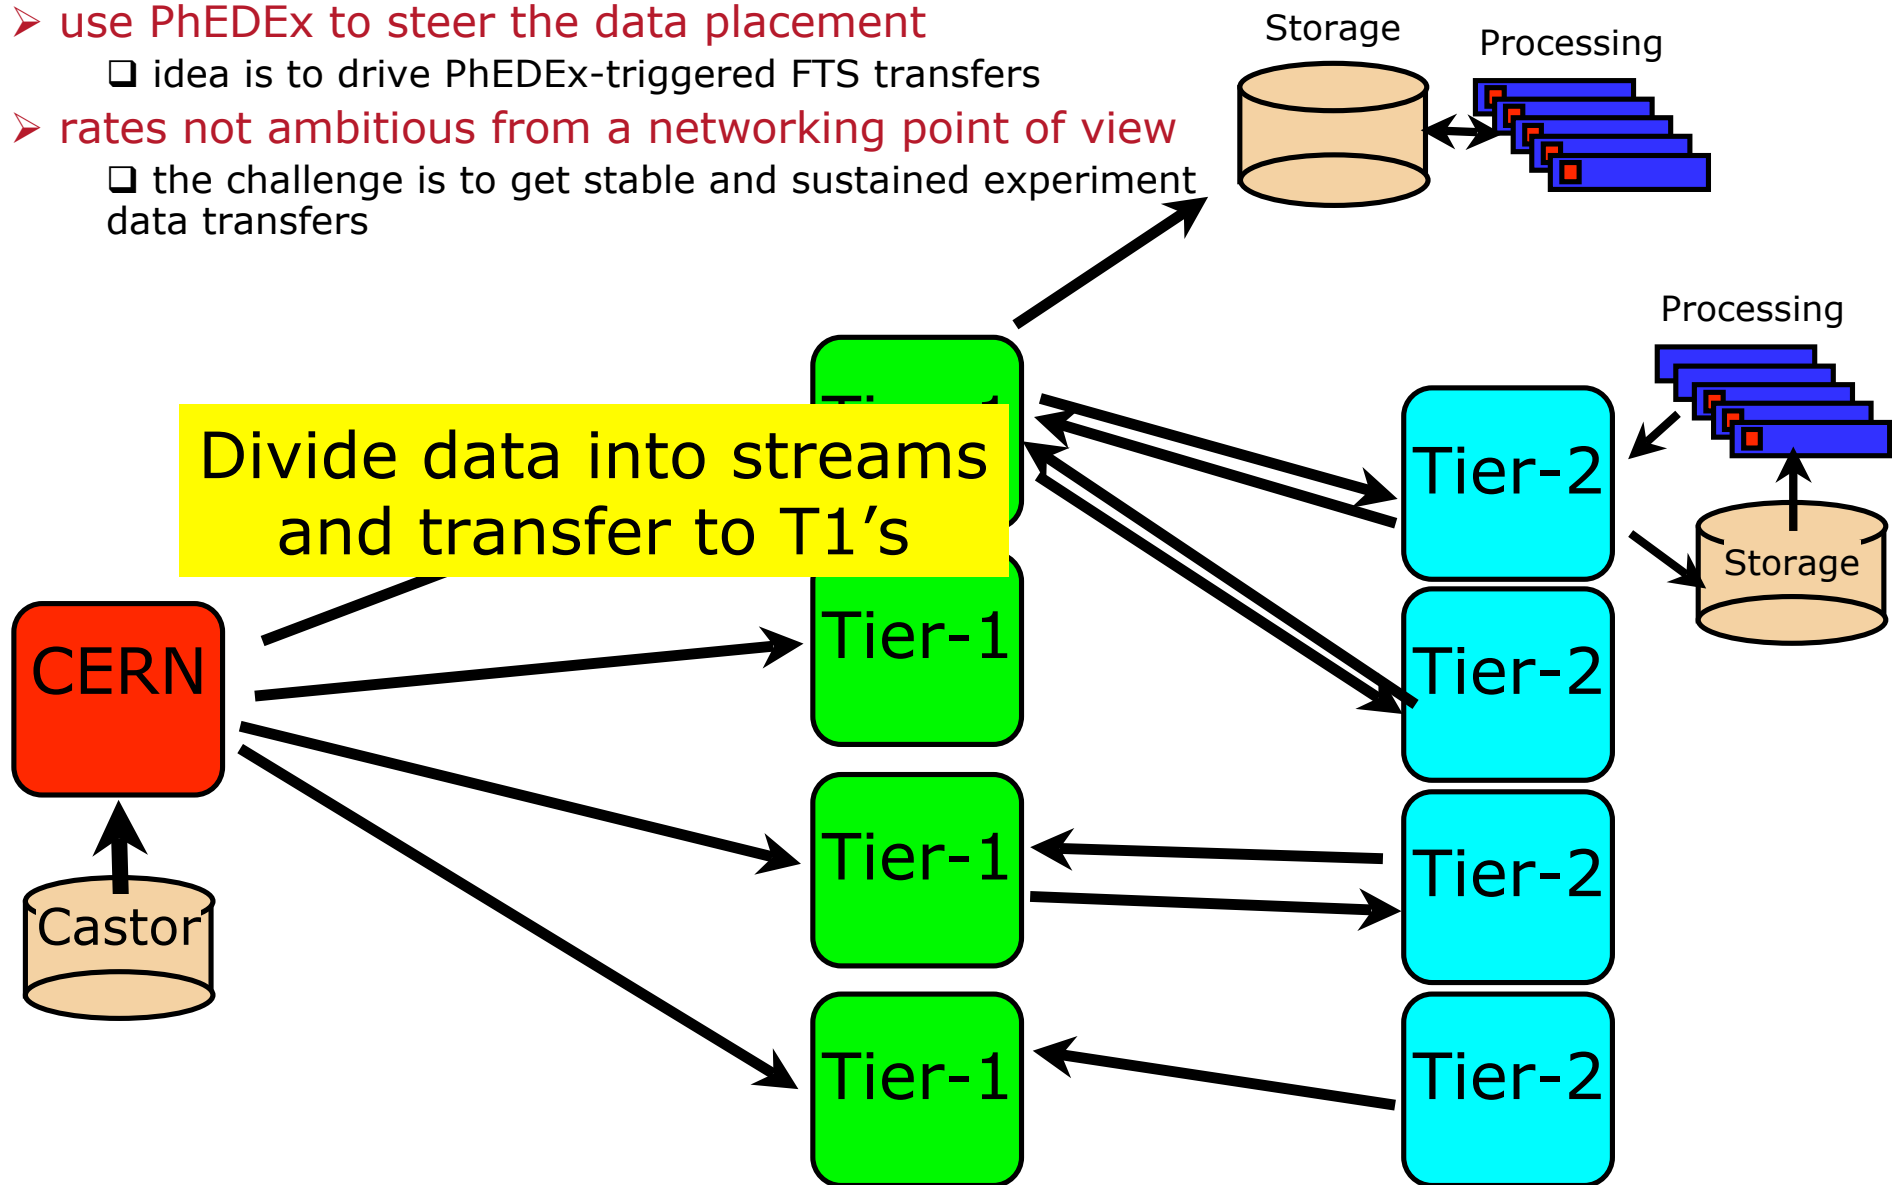 ➢ use PhEDEx to steer the data placement
❑ idea is to drive PhEDEx-triggered FTS transfers
➢ rates not ambitious from a networking point of view
❑ the challenge is to get stable and sustained experiment
data transfers
Storage
Processing
Processing
Tier-1
Divide data into streams
and transfer to T1’s
Tier-2
Storage
Tier-1
CERN
Tier-2
Tier-1
Tier-2
Castor
Tier-1
Tier-2